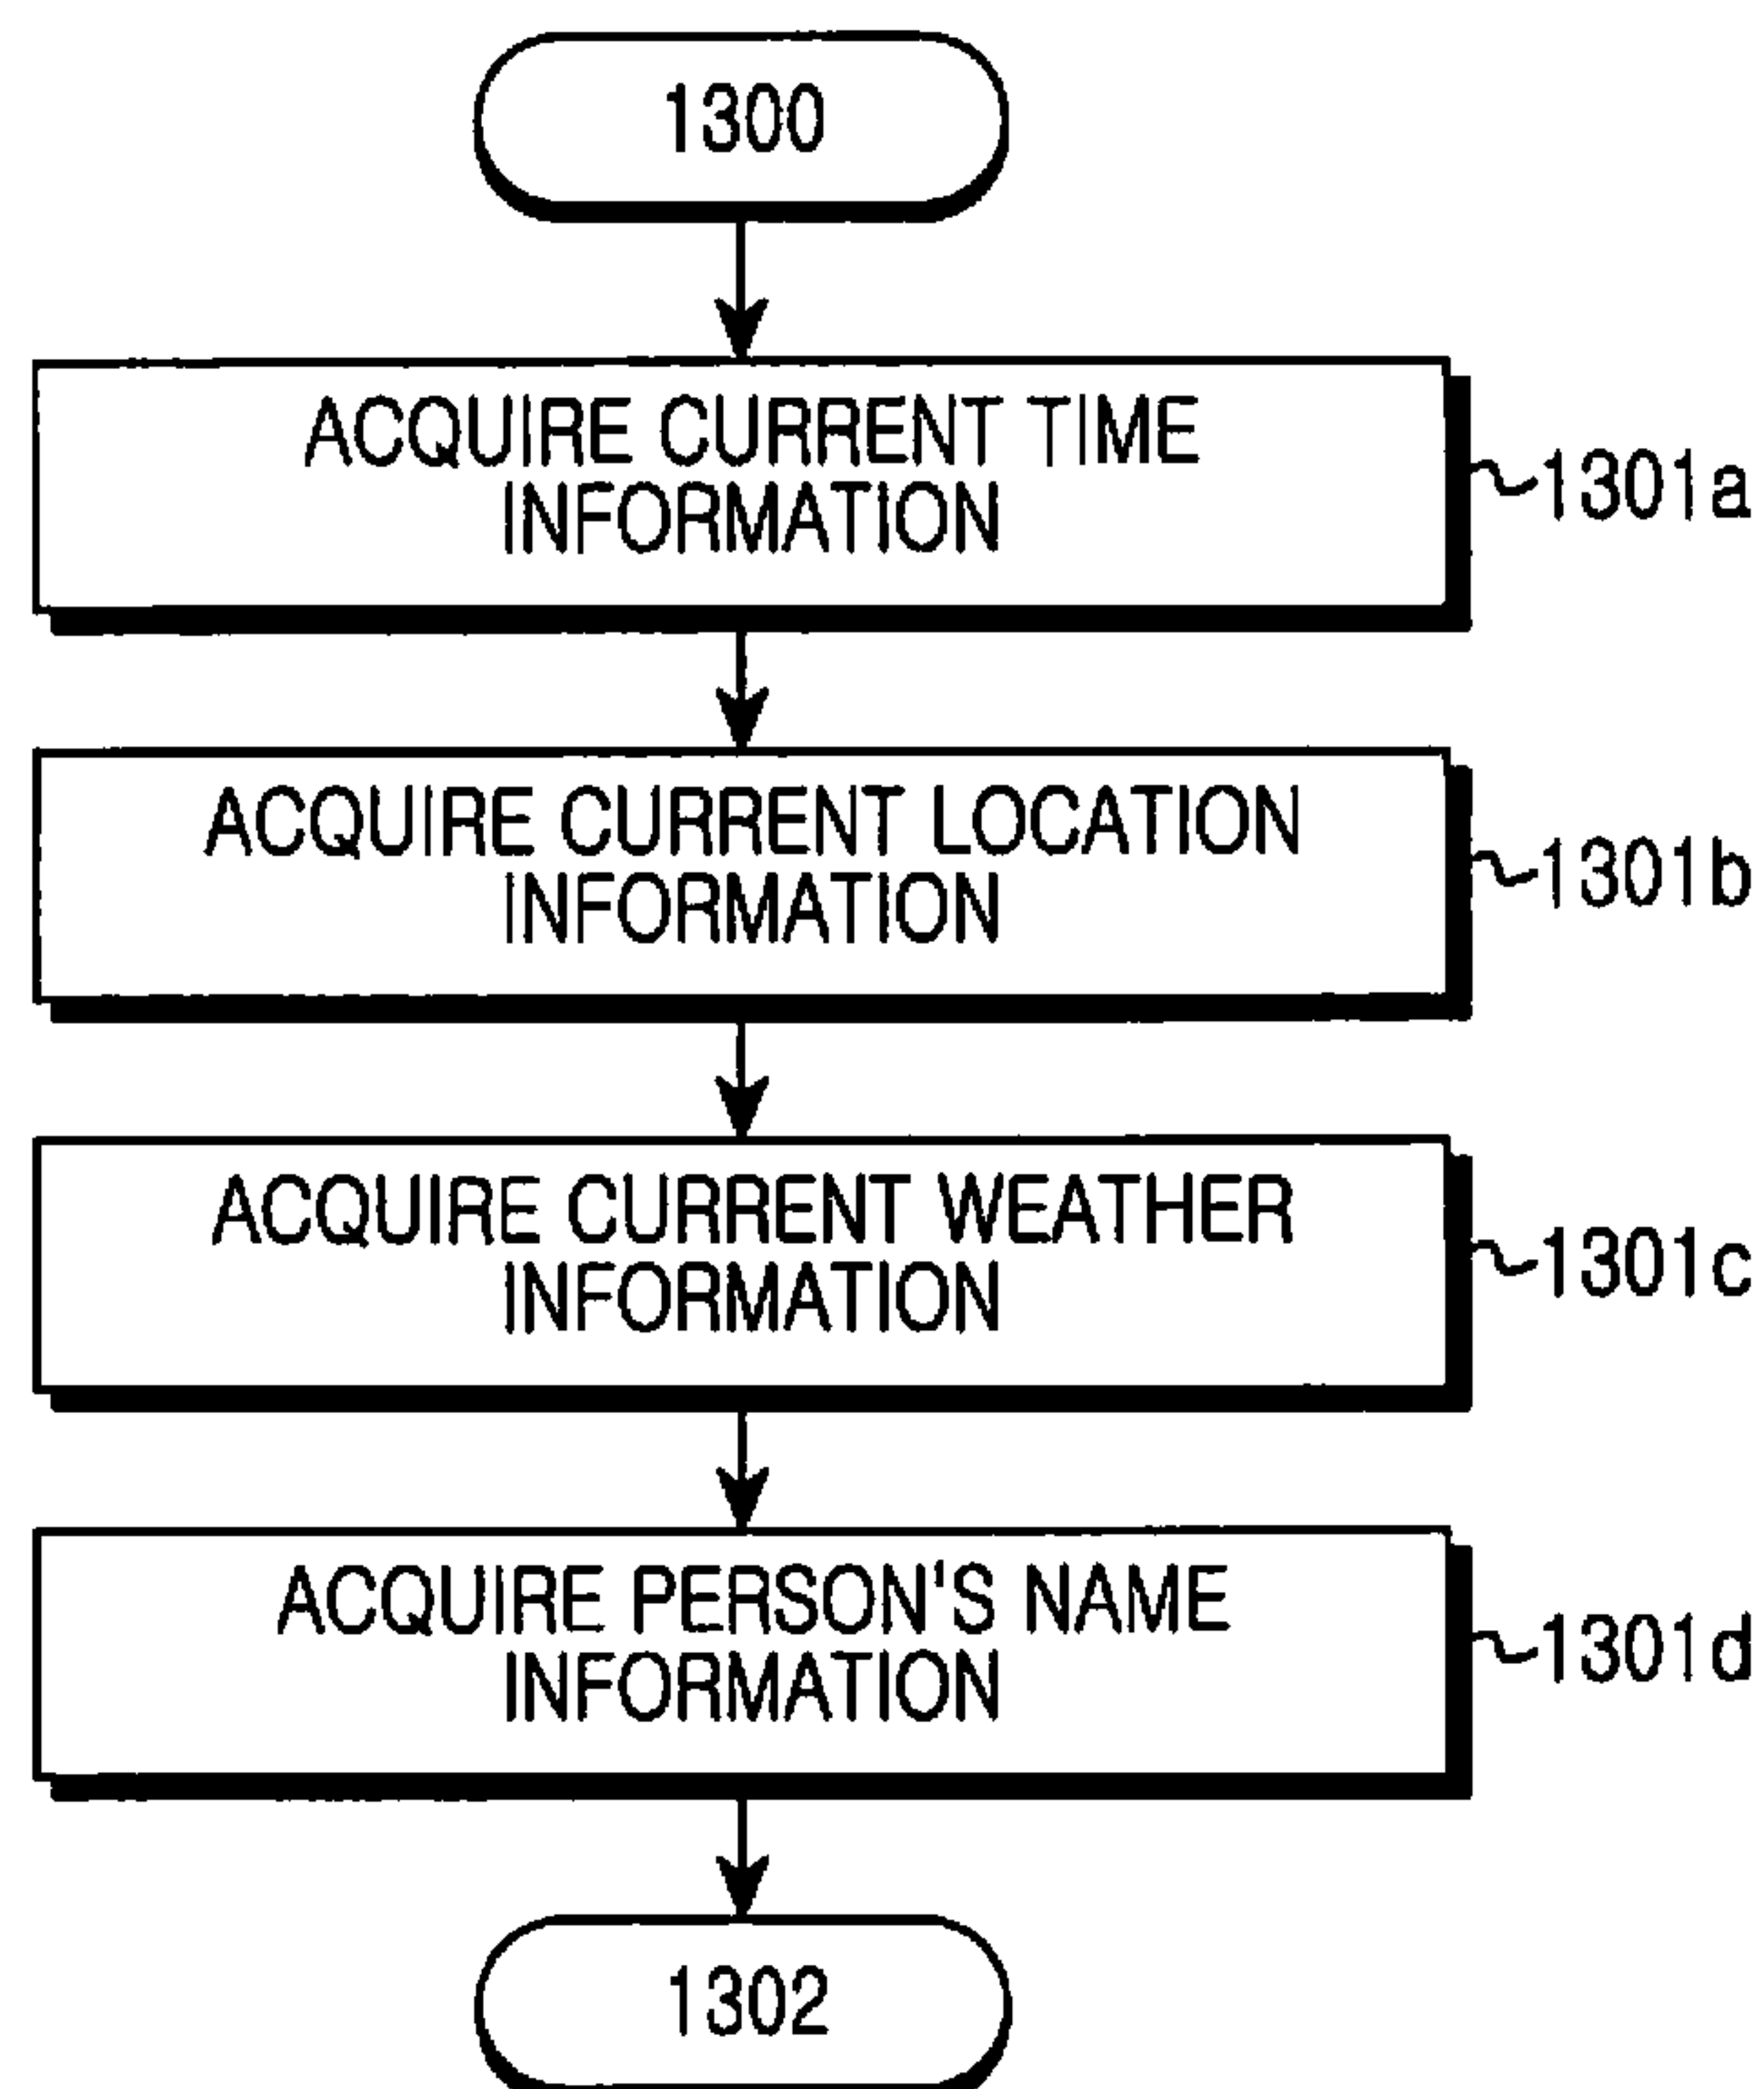 1300
ACQUIRE CURRENT TIME
INFORMATION
1301a
ACQUIRE CURRENT LOCATION
INFORMATION
1301b
ACQUIRE CURRENT WEATHER
INFORMATION
1301c
ACQUIRE PERSON'S NAME
INFORMATION
1301d
1302